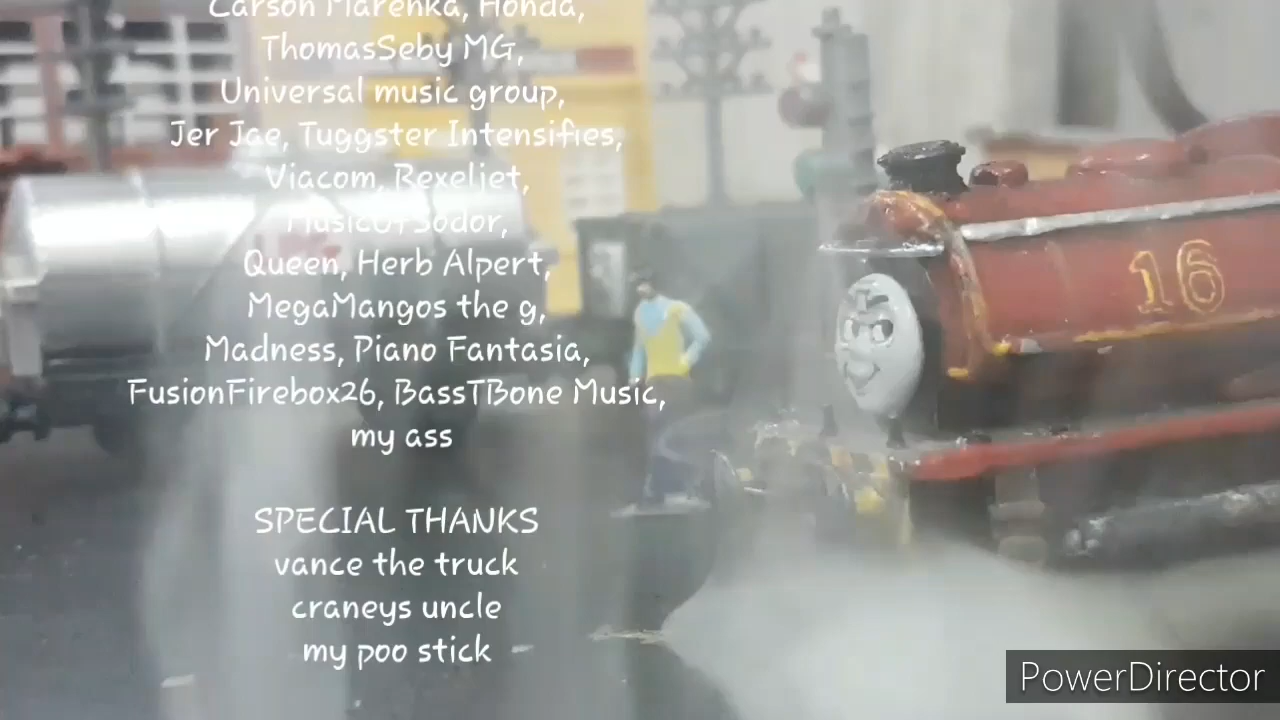 Carson Marenka, Honda,
ThomasSeby MG,
Universal music group,
Jer Jae, Tuggster Intensifies,
Viacom, Rexeljet,
MusicOfSodor,
Queen, Herb Alpert,
MegaMangos the g,
Madness, Piano Fantasia,
FusionFirebox26, BassTBone Music,
my ass
SPECIAL THANKS
vance the truck
craneys uncle
my poo stick
16
PowerDirector